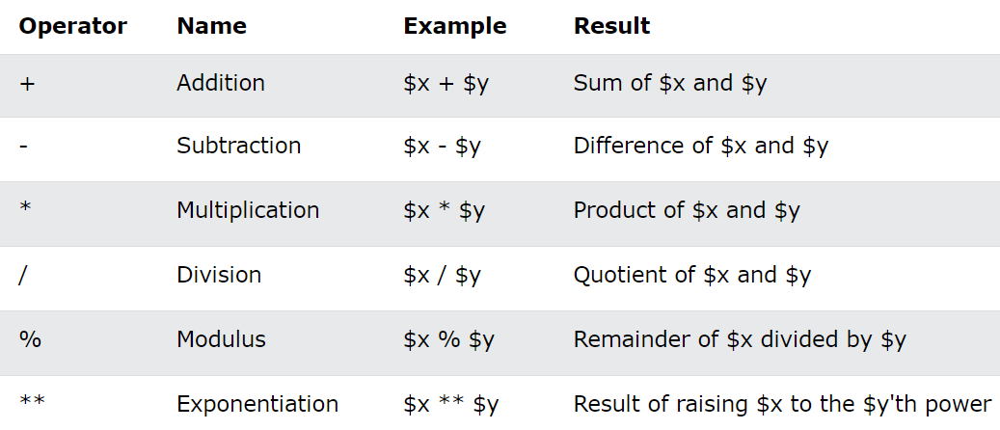 Operator Name Example Result
+ Addition $x + $y Sum of $x and $y
- Subtraction $x - $y Difference of $x and $y
* Multiplication $x * $y Product of $x and $y
/ Division $x / $y Quotient of $x and $y
% Modulus $x % $y Remainder of $x divided by $y
** Exponentiation $x ** $y Result of raising $x to the $y'th power